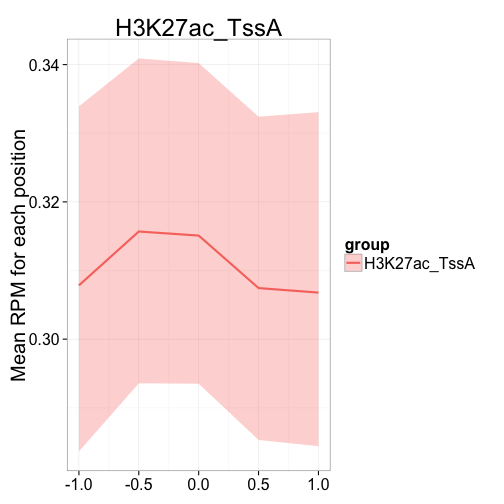 H3K27ac_TssA
Mean RPM for each position
0.34
0.32
0.30
-1.0 -0.5 0.0 0.5 1.0
group
H3K27ac_TssA